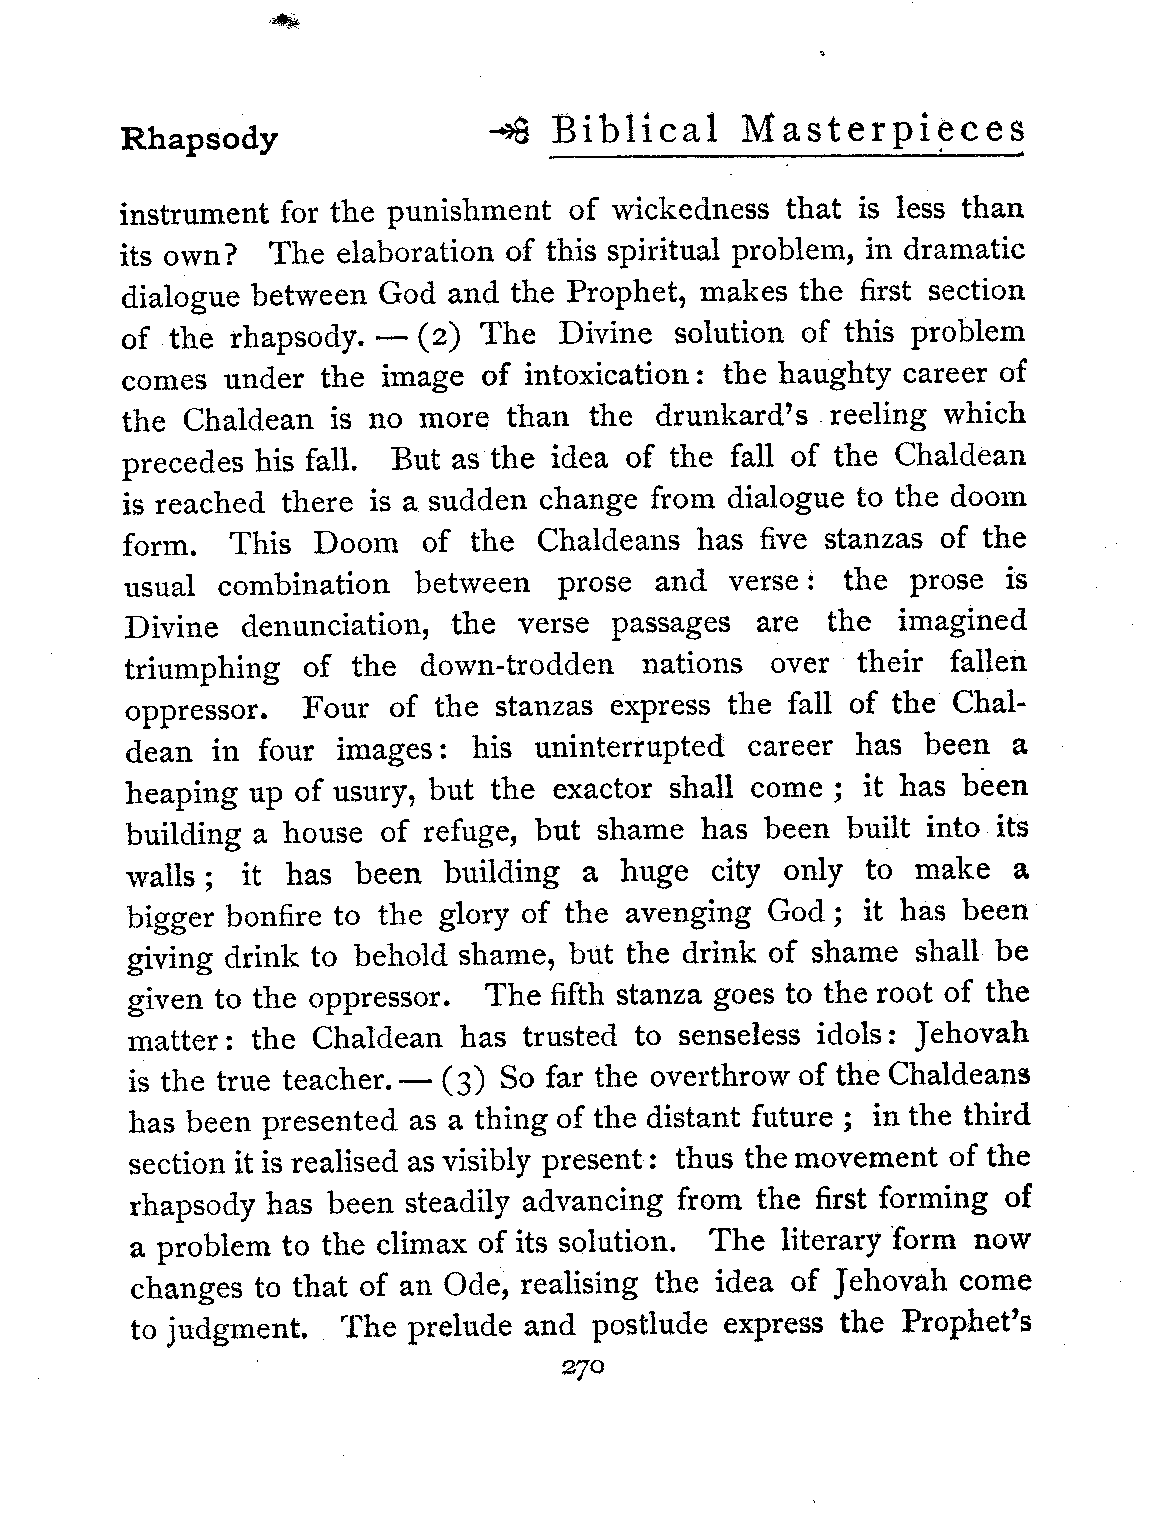 Rhapsody Biblical Masterpieces
instrument for the punishment of wickedness that is less than
its own? The elaboration of this spiritual problem, in dramatic
dialogue between God and the Prophet, makes the first section
of the rhapsody. — (2) The Divine solution of this problem
comes under the image of intoxication: the haughty career of
the Chaldean is no more than the drunkard's reeling which
precedes his fall. But as the idea of the fall of the Chaldean
is reached there is a sudden change from dialogue to the doom
form. This Doom of the Chaldeans has five stanzas of the
usual combination between prose and verse: the prose is
Divine denunciation, the verse passages are the imagined
triumphing of the down-trodden nations over their fallen
oppressor. Four of the stanzas express the fall of the Chal-
dean in four images: his uninterrupted career has been a
heaping up of usury, but the exactor shall come; it has been
building a house of refuge, but shame has been built into its
walls; it has been building a huge city only to make a
bigger bonfire to the glory of the avenging God; it has been
giving drink to behold shame, but the drink of shame shall be
given to the oppressor. The fifth stanza goes to the root of the
matter: the Chaldean has trusted to senseless idols: Jehovah
is the true teacher. — (3) So far the overthrow of the Chaldeans
has been presented as a thing of the distant future; in the third
section it is realised as visibly present: thus the movement of the
rhapsody has been steadily advancing from the first forming of
a problem to the climax of its solution. The literary form now
changes to that of an Ode, realising the idea of Jehovah come
to judgment. The prelude and postlude express the Prophet's
270